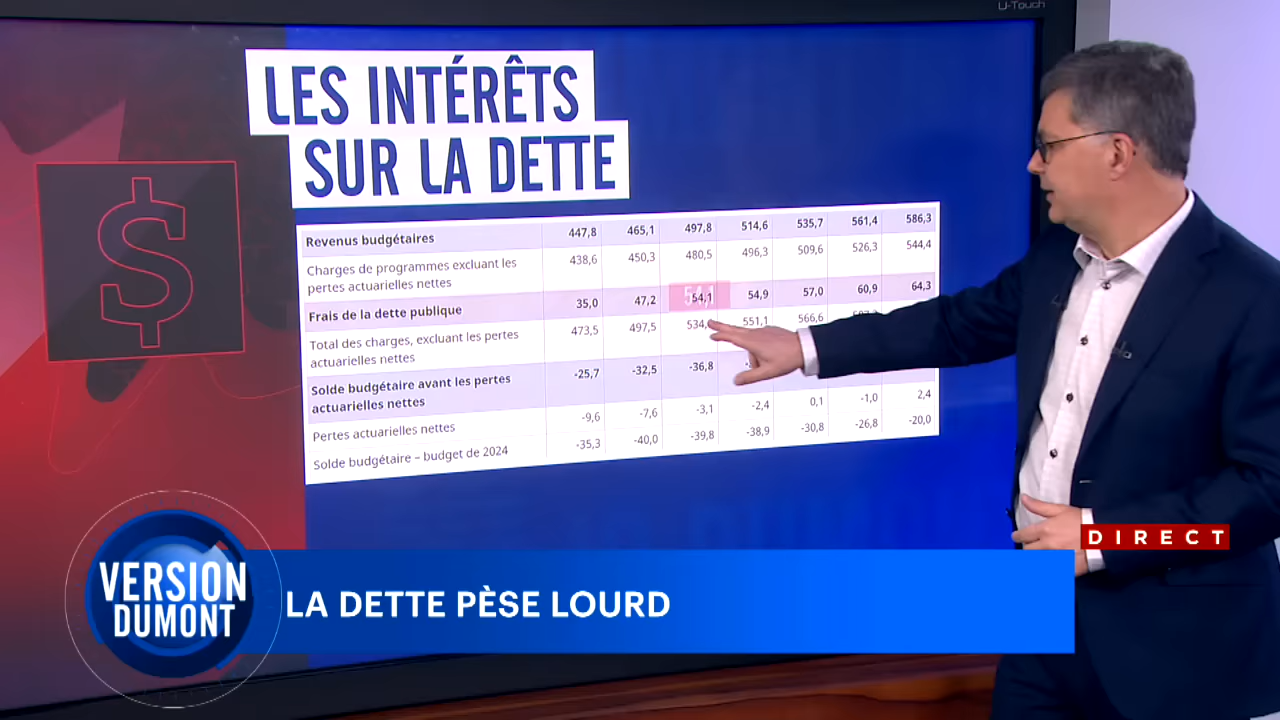 U-Touch
LES INTÉRÊTS
SUR LA DETTE
$
Revenus budgétaires 447,8 465,1 497,8 514,6 535,7 561,4 586,3
Charges de programmes excluant les
pertes actuarielles nettes 438,6 450,3 480,5 496,3 509,6 526,3 544,4
Frais de la dette publique 35,0 47,2 54,1 54,9 57,0 60,9 64,3
Total des charges, excluant les pertes
actuarielles nettes 473,5 497,5 534, 551,1 566,6
Solde budgétaire avant les pertes
actuarielles nettes -25,7 -32,5 -36,8
Pertes actuarielles nettes -9,6 -7,6 -3,1 -2,4 0,1 -1,0 2,4
Solde budgétaire – budget de 2024 -35,3 -40,0 -39,8 -38,9 -30,8 -26,8 -20,0
DIRECT
VERSION
DUMONT
LA DETTE PÈSE LOURD